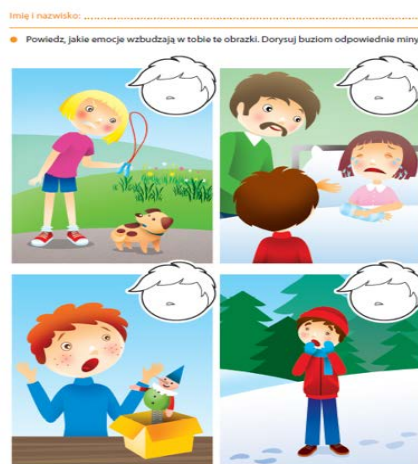 Imię i nazwisko:
Powiedz, jakie emocje wzbudzają w tobie te obrazki. Dorysuj buziom odpowiednie miny